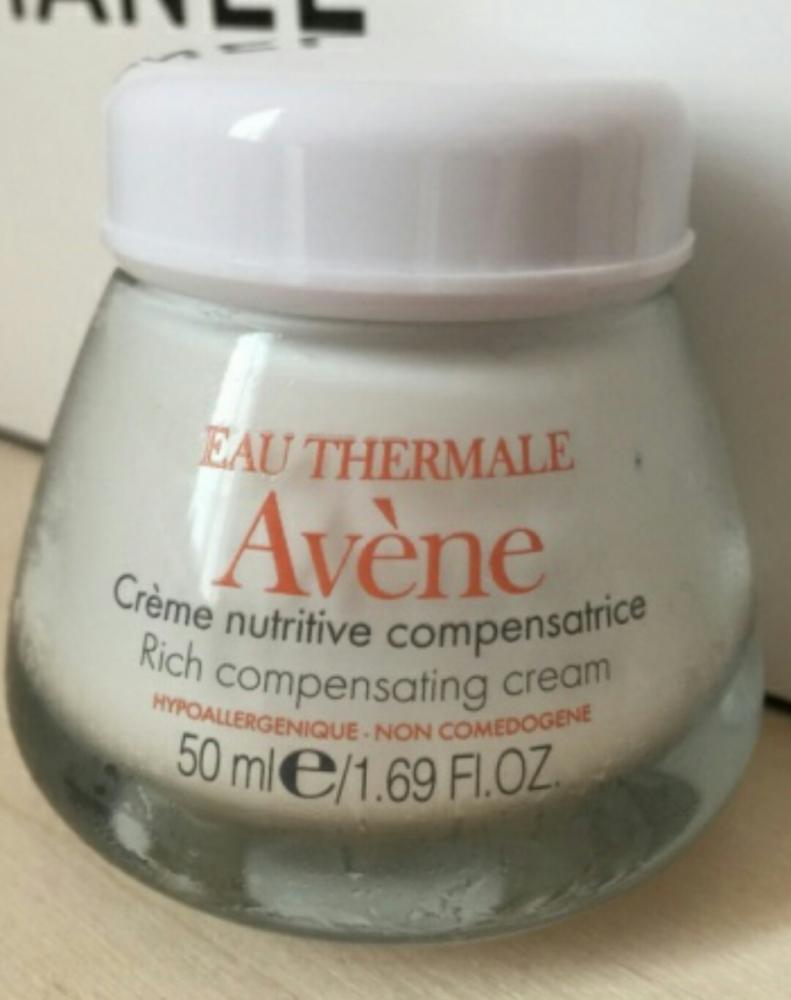 EAU THERMALE
Avène
Crème nutritive compensatrice
Rich compensating cream
HYPOALLERGENIQUE - NON COMEDOGENE
50 ml e/1.69 Fl.OZ.